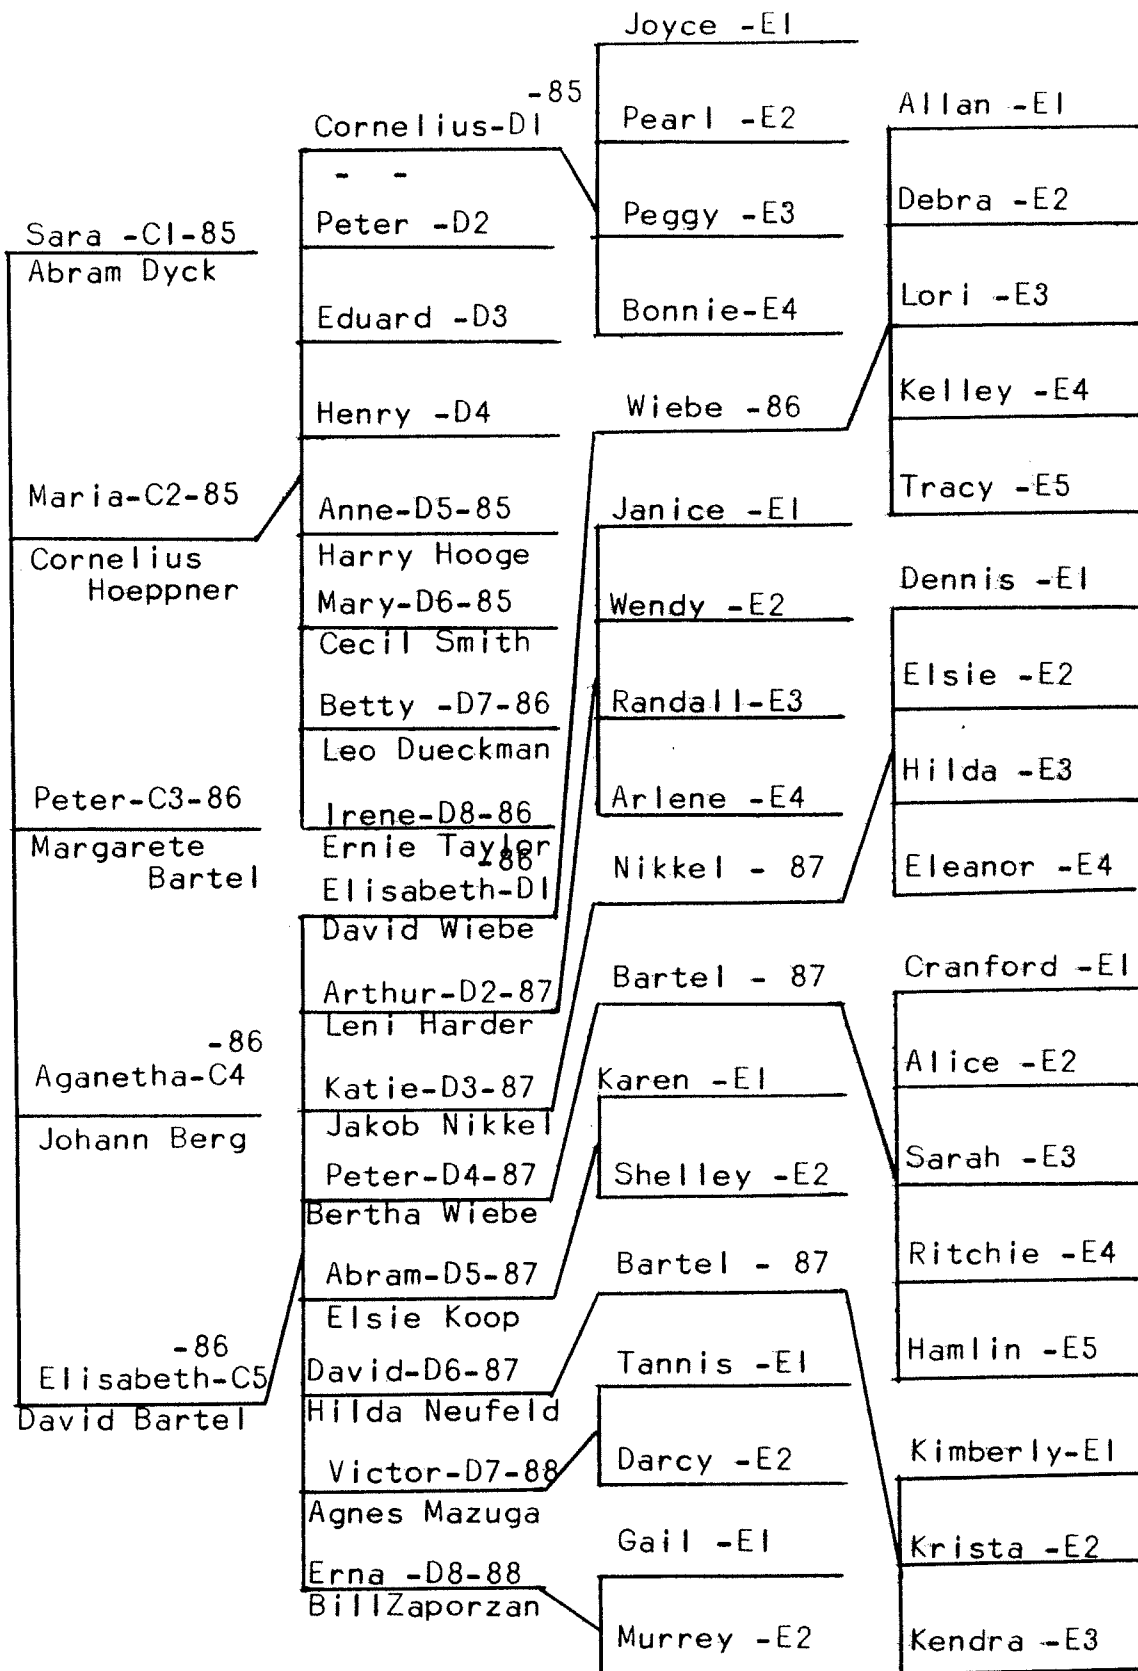 Sara -C1-85
Abram Dyck
Maria-C2-85
Cornelius
Hoeppner
Peter-C3-86
Margarete
Bartel
-86
Aganetha-C4
Johann Berg
-86
Elisabeth-C5
David Bartel
-85
Cornelius-D1
- -
Peter -D2
Eduard -D3
Henry -D4
Anne-D5-85
Harry Hooge
Mary-D6-85
Cecil Smith
Betty -D7-86
Leo Dueckman
Irene-D8-86
Ernie Taylor
-86
Elisabeth-D1
David Wiebe
Arthur-D2-87
Leni Harder
Katie-D3-87
Jakob Nikkel
Peter-D4-87
Bertha Wiebe
Abram-D5-87
Elsie Koop
David-D6-87
Hilda Neufeld
Victor-D7-88
Agnes Mazuga
Erna -D8-88
BillZaporzan
Joyce -E1
Pearl -E2
Peggy -E3
Bonnie-E4
Wiebe -86
Janice -E1
Wendy -E2
Randall-E3
Arlene -E4
Nikkel - 87
Bartel - 87
Karen -E1
Shelley -E2
Bartel - 87
Tannis -E1
Darcy -E2
Gail -E1
Murrey -E2
Allan -E1
Debra -E2
Lori -E3
Kelley -E4
Tracy -E5
Dennis -E1
Elsie -E2
Hilda -E3
Eleanor -E4
Cranford -E1
Alice -E2
Sarah -E3
Ritchie -E4
Hamlin -E5
Kimberly-E1
Krista -E2
Kendra -E3